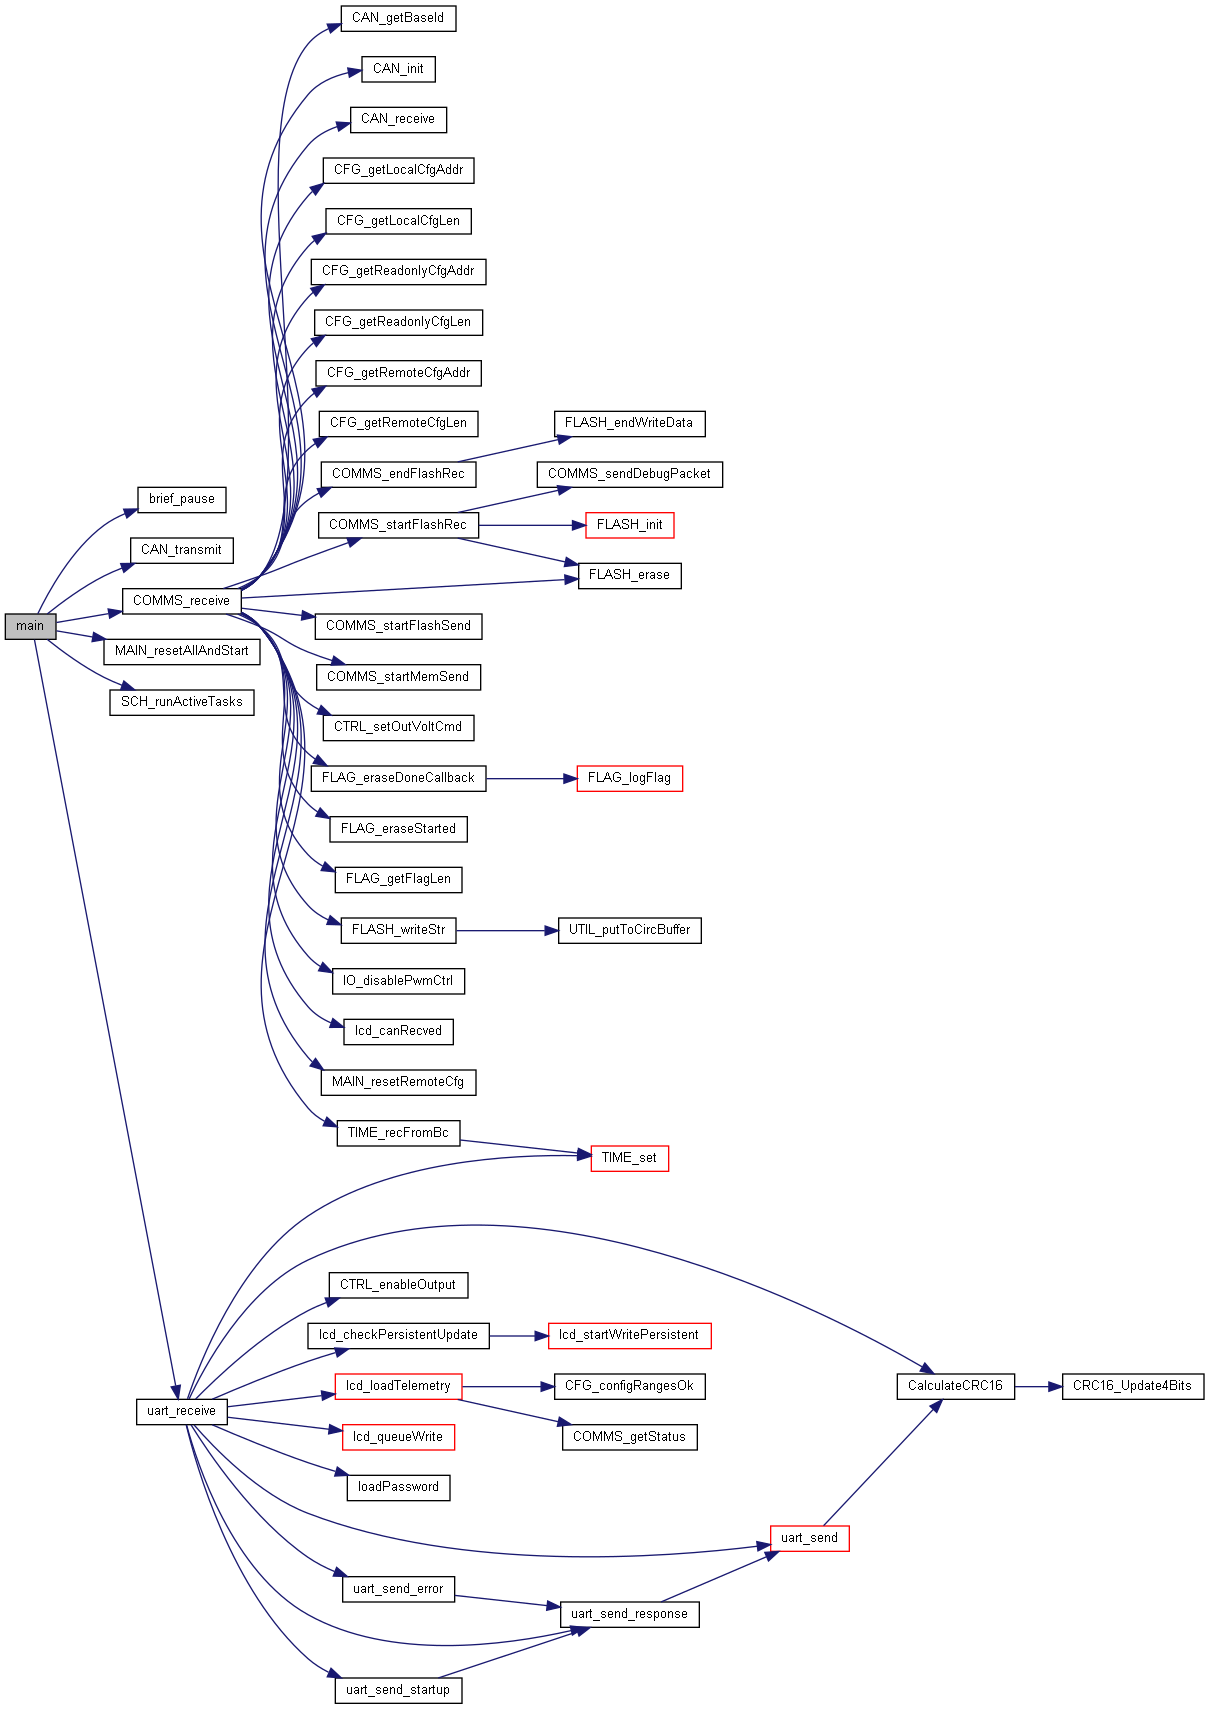 CAN_getBaseId
CAN_init
CAN_receive
CFG_getLocalCfgAddr
CFG_getLocalCfgLen
CFG_getReadonlyCfgAddr
CFG_getReadonlyCfgLen
CFG_getRemoteCfgAddr
CFG_getRemoteCfgLen
FLASH_endWriteData
COMMS_endFlashRec
COMMS_sendDebugPacket
brief_pause
COMMS_startFlashRec
FLASH_init
CAN_transmit
FLASH_erase
COMMS_receive
main
COMMS_startFlashSend
MAIN_resetAllAndStart
COMMS_startMemSend
SCH_runActiveTasks
CTRL_setOutVoltCmd
FLAG_eraseDoneCallback
FLAG_logFlag
FLAG_eraseStarted
FLAG_getFlagLen
FLASH_writeStr
UTIL_putToCircBuffer
IO_disablePwmCtrl
lcd_canRecved
MAIN_resetRemoteCfg
TIME_recFromBc
TIME_set
CTRL_enableOutput
lcd_checkPersistentUpdate
lcd_startWritePersistent
lcd_loadTelemetry
CFG_configRangesOk
CalculateCRC16
CRC16_Update4Bits
uart_receive
lcd_queueWrite
COMMS_getStatus
loadPassword
uart_send
uart_send_error
uart_send_response
uart_send_startup